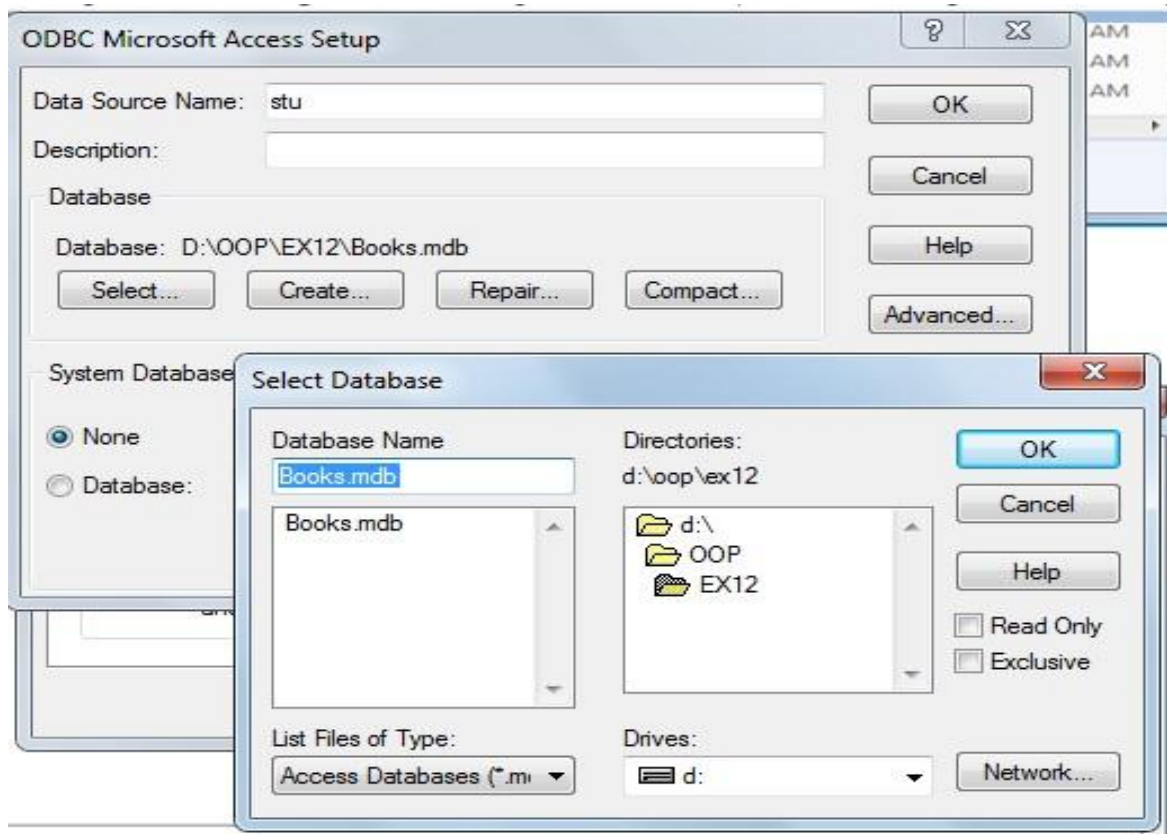 ODBC Microsoft Access Setup
AM
AM
AM
Data Source Name: stu
OK
Description:
Cancel
Database
Database: D:\OOP\EX12\Books.mdb
Help
Select... Create... Repair... Compact...
Advanced...
System Database
None
Database:
Select Database
Database Name
Books.mdb
Books.mdb
List Files of Type:
Access Databases (*.m
Directories:
d:\oop\ex12
d:\
OOP
EX12
Drives:
d:
OK
Cancel
Help
Read Only
Exclusive
Network...